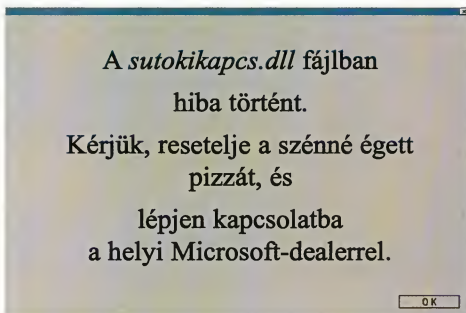 A sutokikapcs.dll fájlban
hiba történt.
Kérjük, resetelje a szénné égett
pizzát, és
lépjen kapcsolatba
a helyi Microsoft-dealerrel.
OK